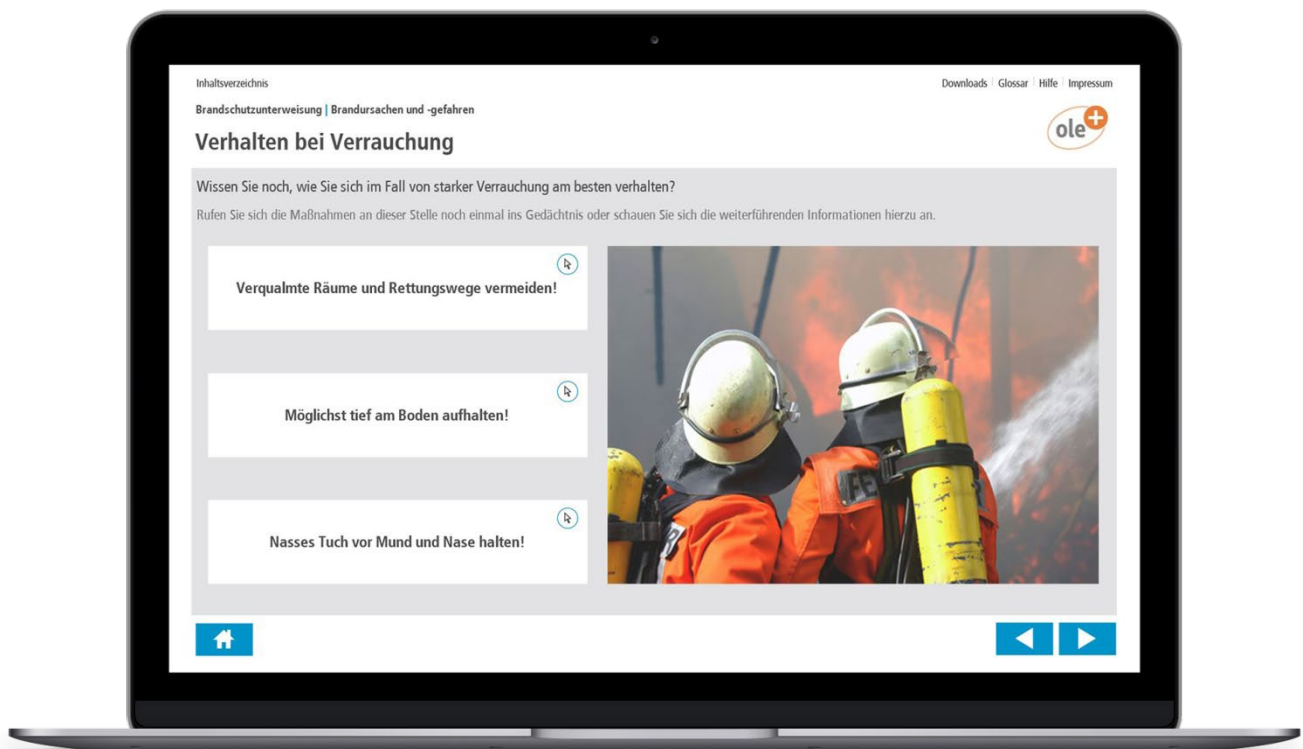 Inhaltsverzeichnis
Downloads Glossar Hilfe Impressum
Brandschutzunterweisung | Brandursachen und -gefahren
ole+
Verhalten bei Verrauchung
Wissen Sie noch, wie Sie sich im Fall von starker Verrauchung am besten verhalten?
Rufen Sie sich die Maßnahmen an dieser Stelle noch einmal ins Gedächtnis oder schauen Sie sich die weiterführenden Informationen hierzu an.
Verqualmte Räume und Rettungswege vermeiden!
Möglichst tief am Boden aufhalten!
Nasses Tuch vor Mund und Nase halten!